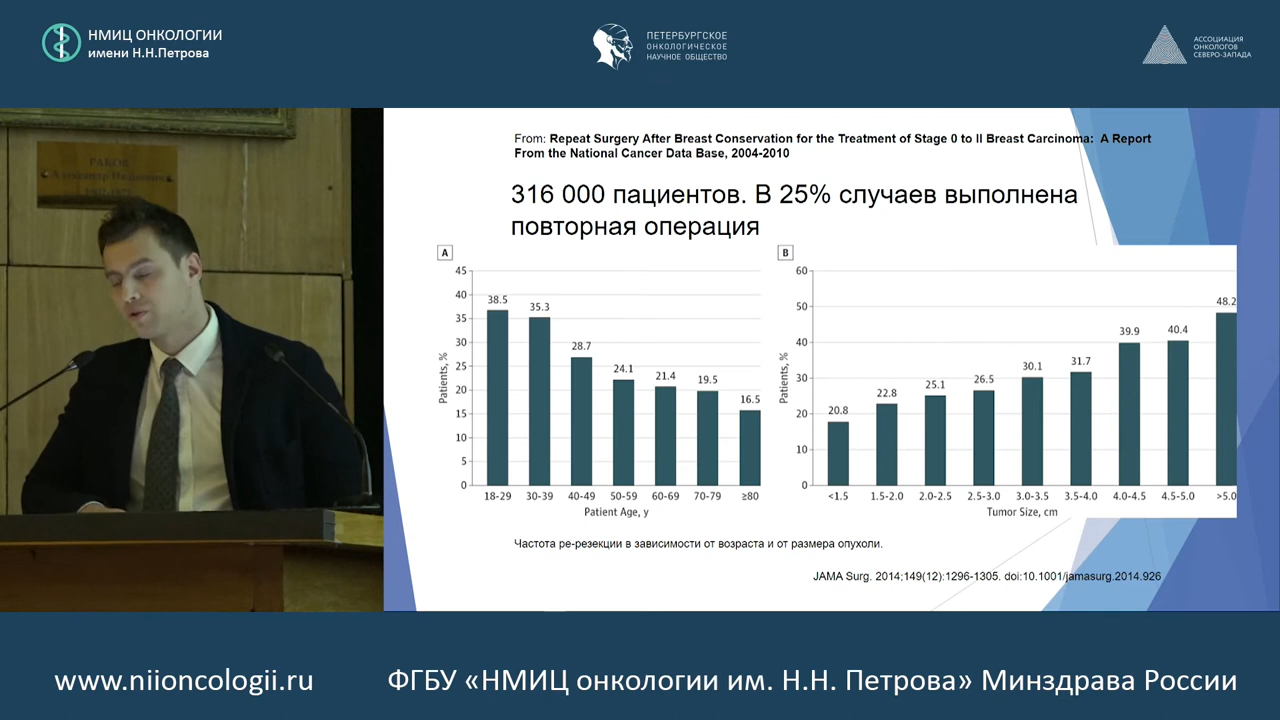 НМИЦ ОНКОЛОГИИ
имени Н.Н.Петрова
ПЕТЕРБУРГСКОЕ
ОНКОЛОГИЧЕСКОЕ
НАУЧНОЕ ОБЩЕСТВО
АССОЦИАЦИЯ
ОНКОЛОГОВ
СЕВЕРО-ЗАПАДА
РАКОВ
From: Repeat Surgery After Breast Conservation for the Treatment of Stage 0 to II Breast Carcinoma: A Report
From the National Cancer Data Base, 2004-2010
316 000 пациентов. В 25% случаев выполнена
повторная операция
A
Patients, %
45
40
35
30
25
20
15
10
5
0
38.5
35.3
28.7
24.1
21.4
19.5
16.5
18-29 30-39 40-49 50-59 60-69 70-79 ≥80
Patient Age, y
B
Patients, %
60
50
40
30
20
10
0
20.8
22.8
25.1
26.5
30.1
31.7
39.9
40.4
48.2
<1.5 1.5-2.0 2.0-2.5 2.5-3.0 3.0-3.5 3.5-4.0 4.0-4.5 4.5-5.0 >5.0
Tumor Size, cm
Частота ре-резекции в зависимости от возраста и от размера опухоли.
JAMA Surg. 2014;149(12):1296-1305. doi:10.1001/jamasurg.2014.926
www.niioncologii.ru
ФГБУ «НМИЦ онкологии им. Н.Н. Петрова» Минздрава России